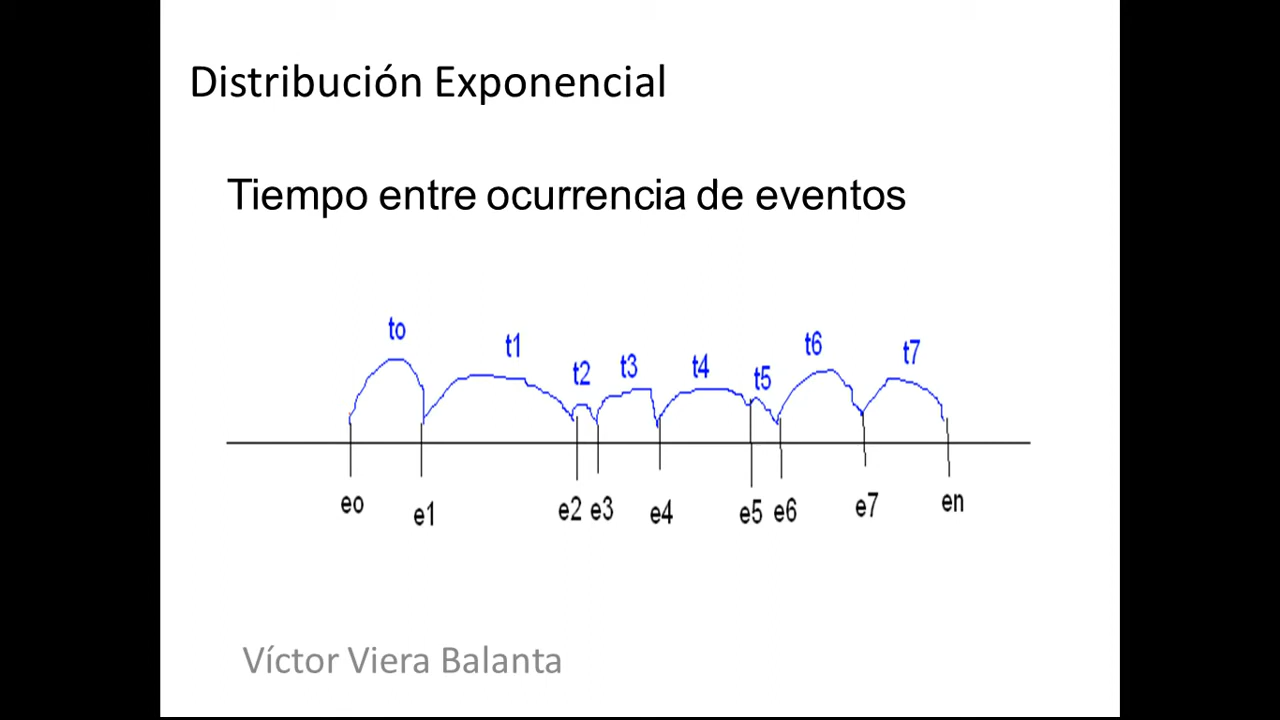 Distribución Exponencial
Tiempo entre ocurrencia de eventos
to t1 t2 t3 t4 t5 t6 t7
eo e1 e2 e3 e4 e5 e6 e7 en
Víctor Viera Balanta